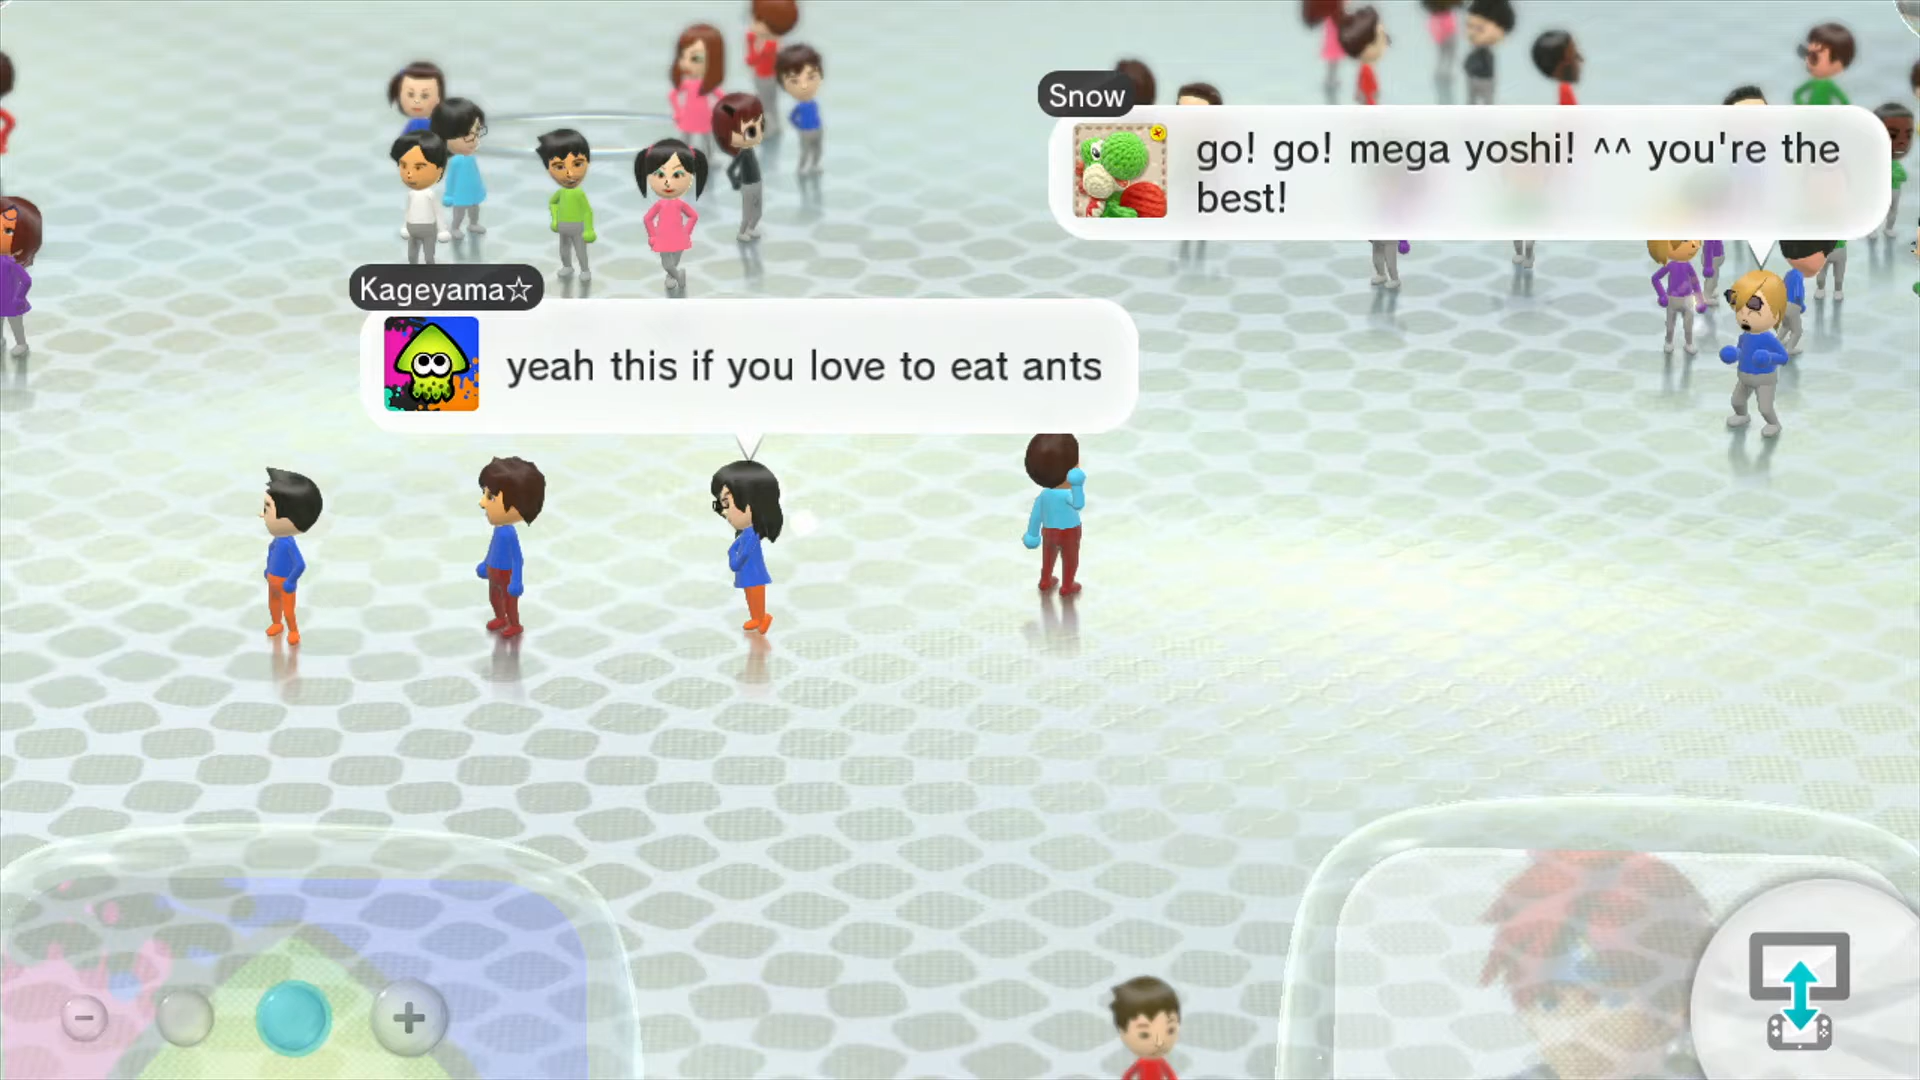 Snow
go! go! mega yoshi! ^^ you're the
best!
Kageyama☆
yeah this if you love to eat ants